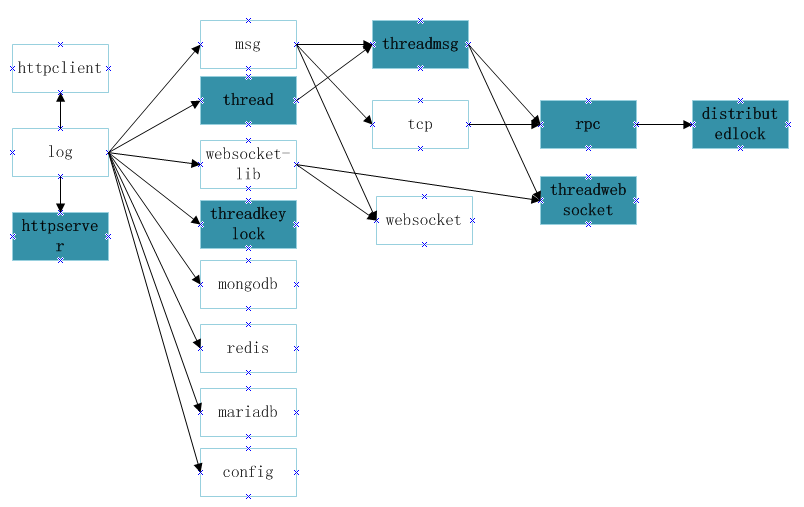 httpclient
log
httpserve
r
msg
thread
websocket-
lib
threadkey
lock
mongodb
redis
mariadb
config
threadmsg
tcp
websocket
rpc
threadweb
socket
distribut
edlock